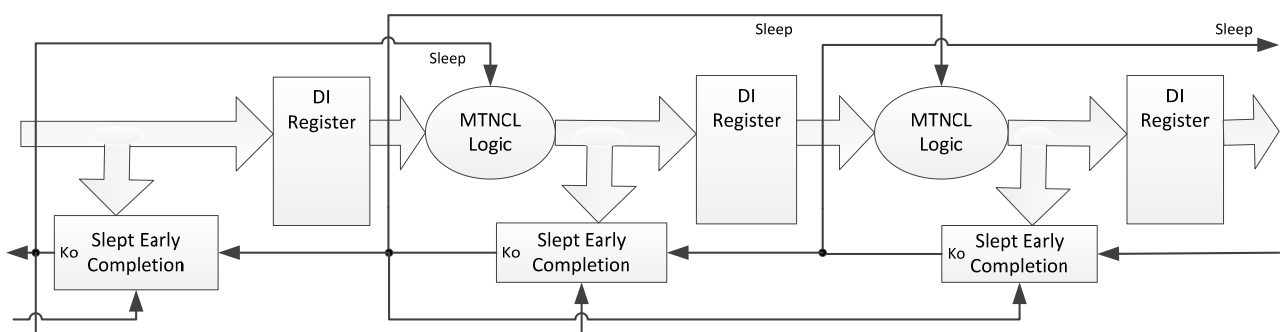 Sleep
Sleep
Sleep
DI
Register
MTNCL
Logic
DI
Register
MTNCL
Logic
DI
Register
Ko
Slept Early
Completion
Ko
Slept Early
Completion
Ko
Slept Early
Completion